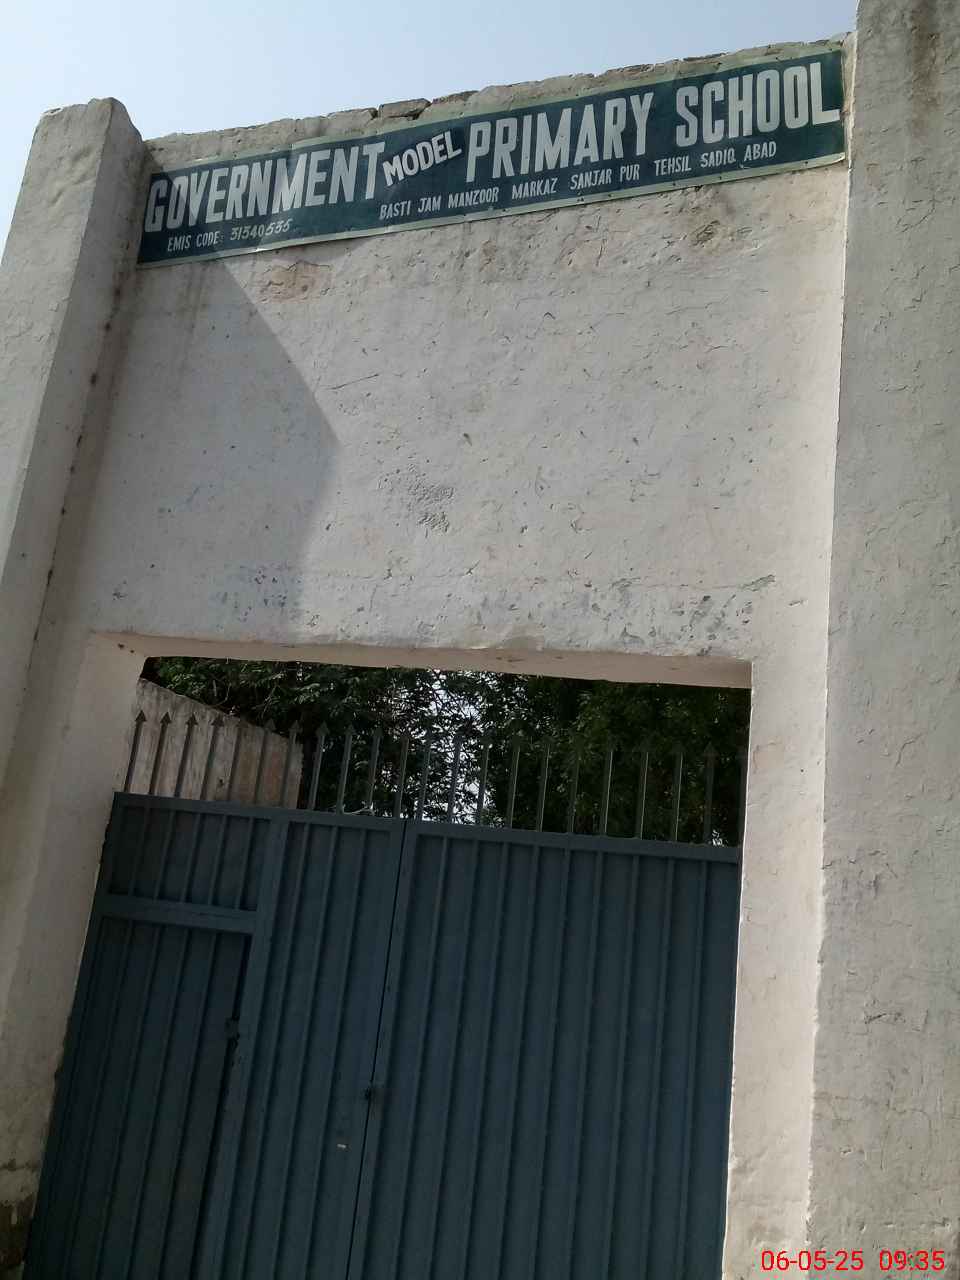 GOVERNMENT MODEL PRIMARY SCHOOL
BASTI JAM MANZOOR MARKAZ SANJAR PUR TEHSIL SADIQ ABAD
EMIS CODE: 31340535
06-05-25 09:35